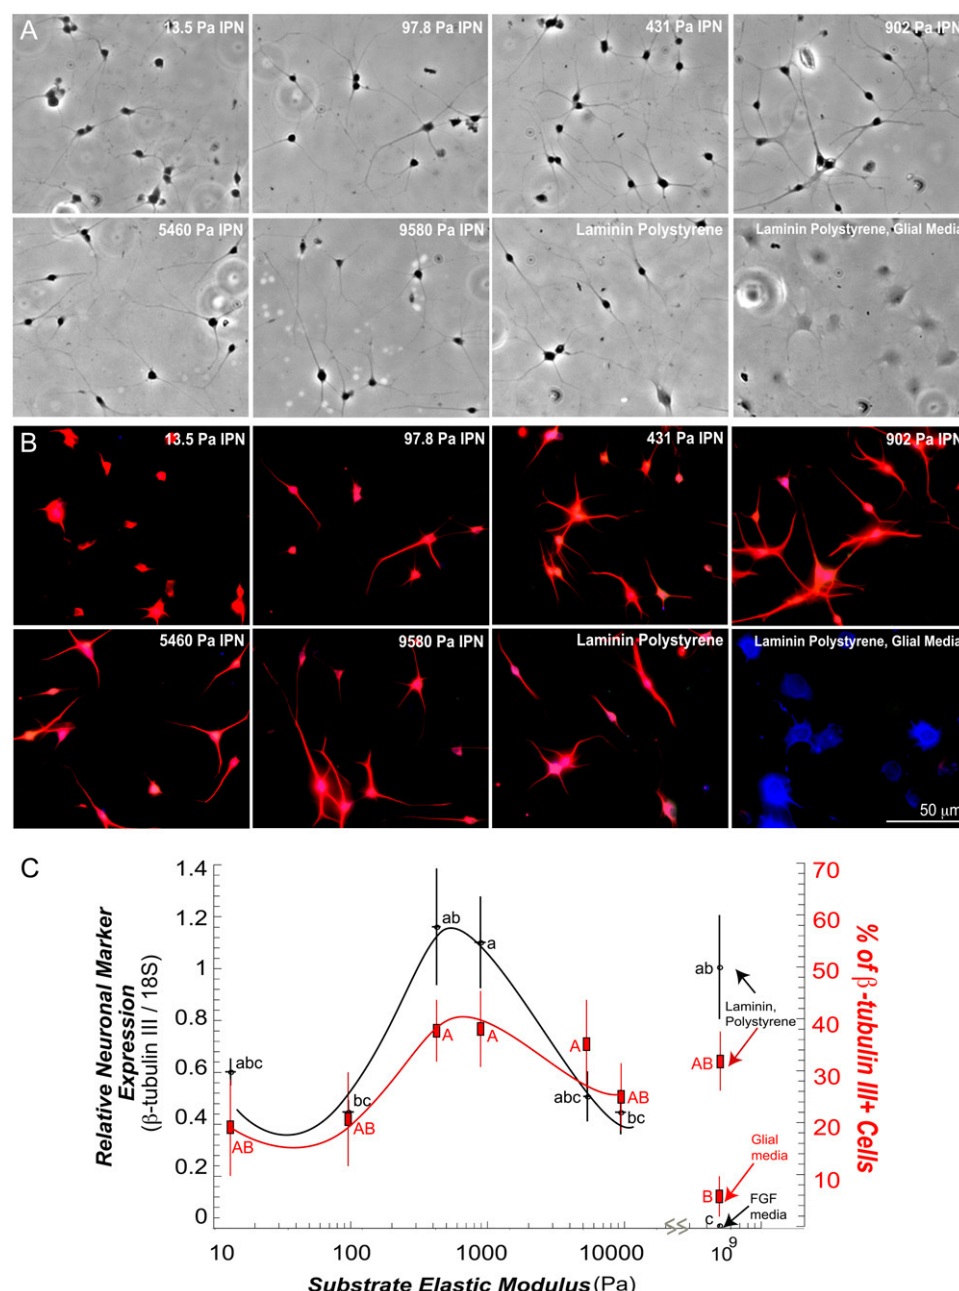 A
13.5 Pa IPN
97.8 Pa IPN
431 Pa IPN
902 Pa IPN
5460 Pa IPN
9580 Pa IPN
Laminin Polystyrene
Laminin Polystyrene, Glial Media
B
13.5 Pa IPN
97.8 Pa IPN
431 Pa IPN
902 Pa IPN
5460 Pa IPN
9580 Pa IPN
Laminin Polystyrene
Laminin Polystyrene, Glial Media
50 μm
C
Relative Neuronal Marker
Expression
(β-tubulin III / 18S)
1.4
1.2
1
0.8
0.6
0.4
0.2
0
abc
AB
bc
AB
ab
A
a
A
A
abc
AB
bc
ab
Laminin,
Polystyrene
AB
Glial
media
B
FGF
media
c
70
60
50
40
30
20
10
% of β-tubulin III+ Cells
10
100
1000
10000
<<
10⁹
Substrate Elastic Modulus (Pa)